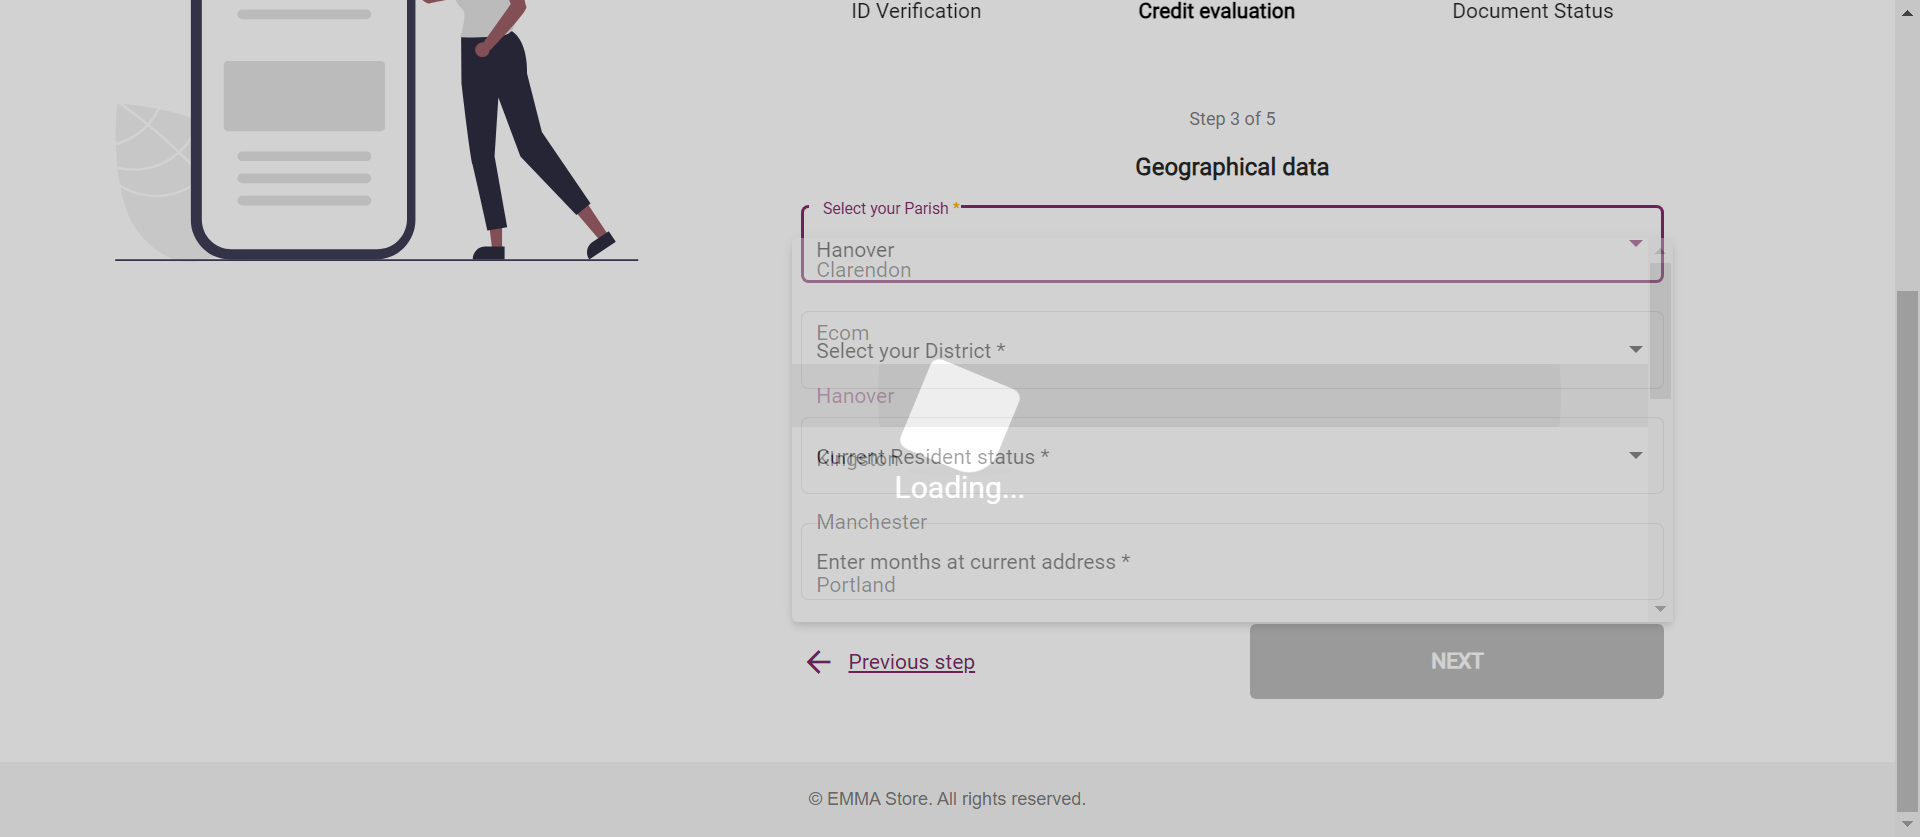 ID Verification
Credit evaluation
Document Status
Step 3 of 5
Geographical data
Select your Parish *
Hanover
Clarendon
Ecom
Select your District *
Hanover
Current Resident status *
Kingston
Loading...
Manchester
Enter months at current address *
Portland
Previous step
NEXT
© EMMA Store. All rights reserved.